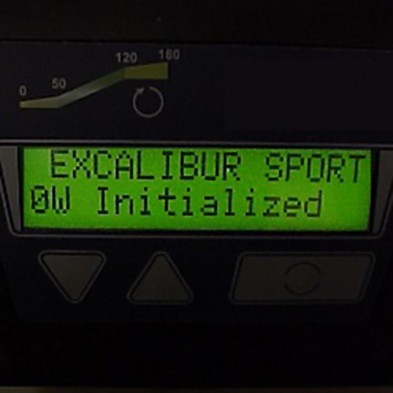 0 50 120 160
EXCALIBUR SPORT
0W Initialized